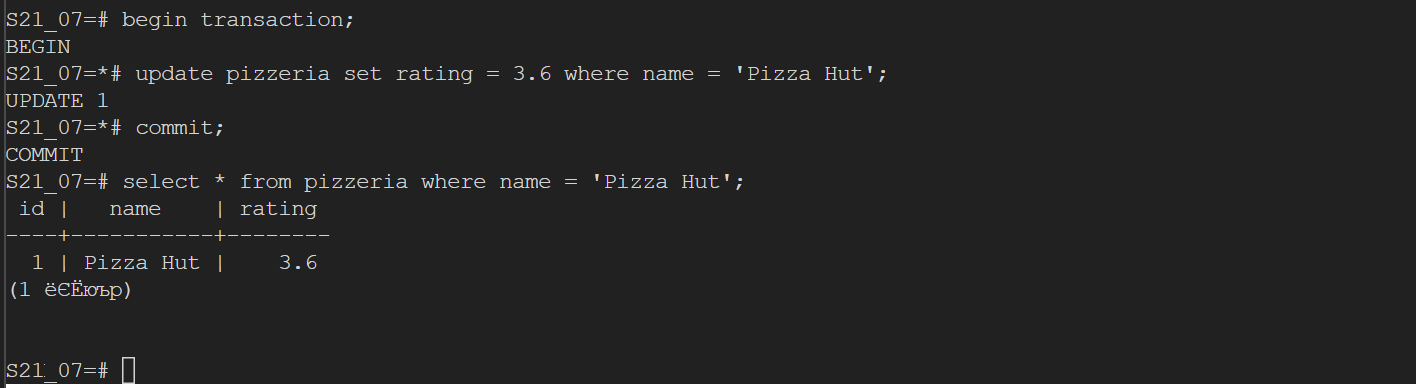 S21_07=# begin transaction;
BEGIN
S21_07=*# update pizzeria set rating = 3.6 where name = 'Pizza Hut';
UPDATE 1
S21_07=*# commit;
COMMIT
S21_07=# select * from pizzeria where name = 'Pizza Hut';
 id |   name    | rating
----+-----------+--------
  1 | Pizza Hut |    3.6
(1 ёЄЁюър)
S21_07=#